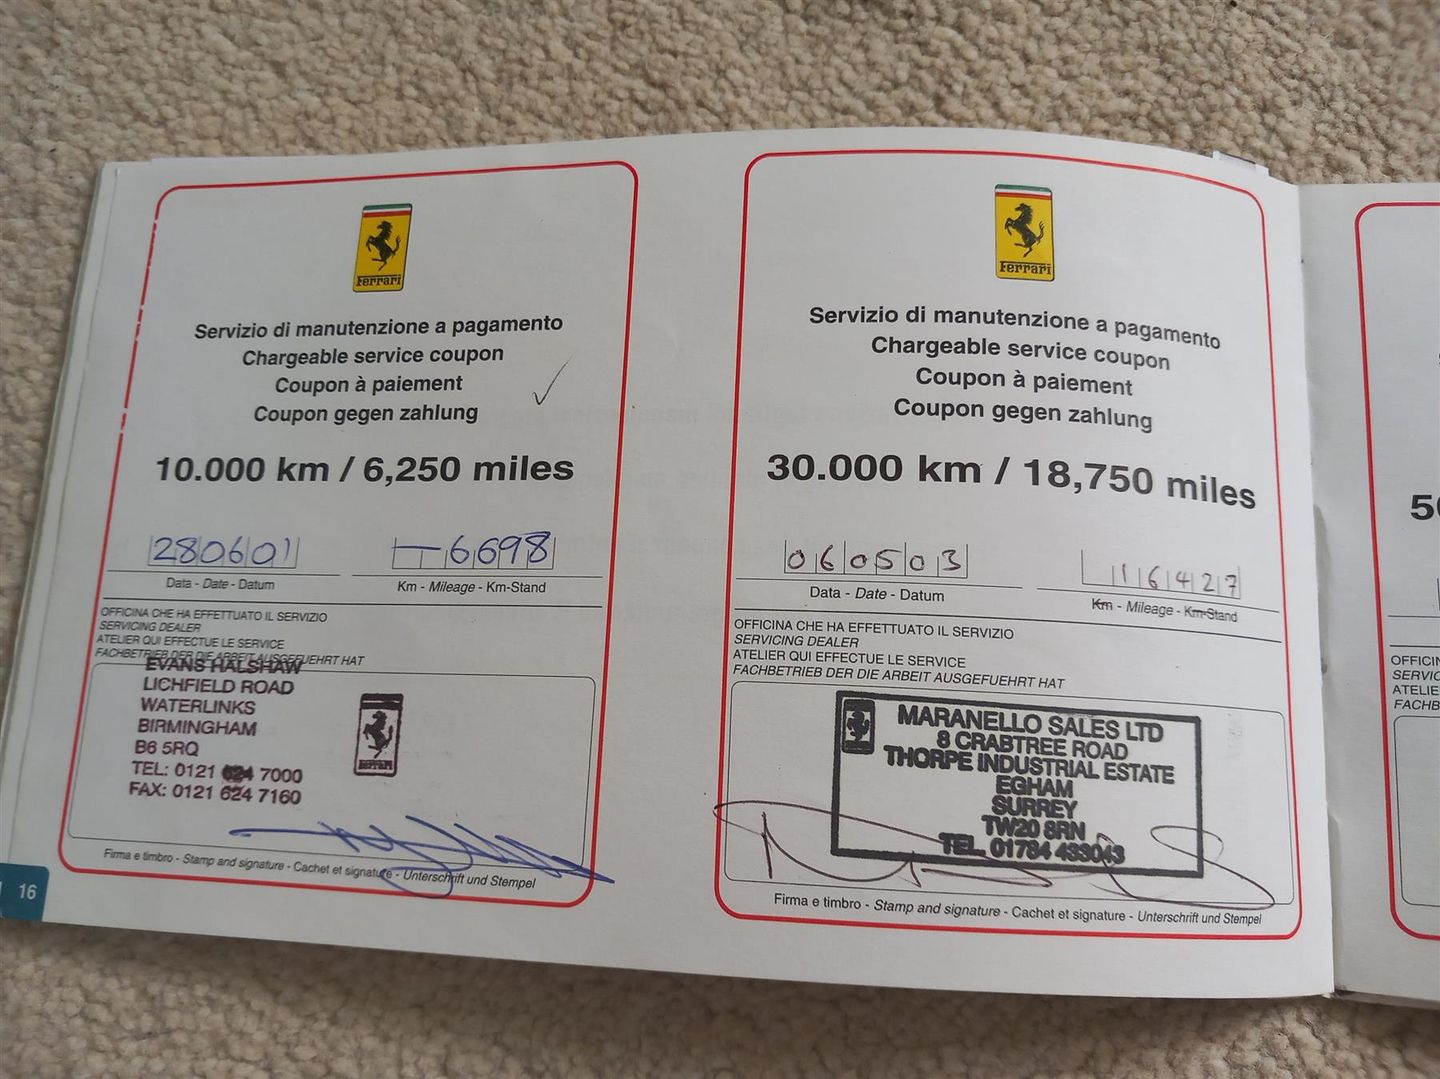 Ferrari
Servizio di manutenzione a pagamento
Chargeable service coupon
Coupon à paiement
Coupon gegen zahlung
10.000 km / 6,250 miles
280601
—6698
Data - Date - Datum
Km - Mileage - Km-Stand
OFFICINA CHE HA EFFETTUATO IL SERVIZIO
SERVICING DEALER
ATELIER QUI EFFECTUE LE SERVICE
FACHBETRIEB DER DIE ARBEIT AUSGEFUEHRT HAT
EVANS HALSHAW
LICHFIELD ROAD
WATERLINKS
BIRMINGHAM
B6 5RQ
TEL: 0121 624 7000
FAX: 0121 624 7160
Ferrari
Firma e timbro - Stamp and signature - Cachet et signature - Unterschrift und Stempel
16
Ferrari
Servizio di manutenzione a pagamento
Chargeable service coupon
Coupon à paiement
Coupon gegen zahlung
30.000 km / 18,750 miles
060503
16427
Data - Date - Datum
Km - Mileage - Km-Stand
OFFICINA CHE HA EFFETTUATO IL SERVIZIO
SERVICING DEALER
ATELIER QUI EFFECTUE LE SERVICE
FACHBETRIEB DER DIE ARBEIT AUSGEFUEHRT HAT
MARANELLO SALES LTD
8 CRABTREE ROAD
THORPE INDUSTRIAL ESTATE
EGHAM
SURREY
TW20 8RN
TEL 01784 433043
Firma e timbro - Stamp and signature - Cachet et signature - Unterschrift und Stempel
5
OFFICIN
SERVIC
ATELIE
FACHB